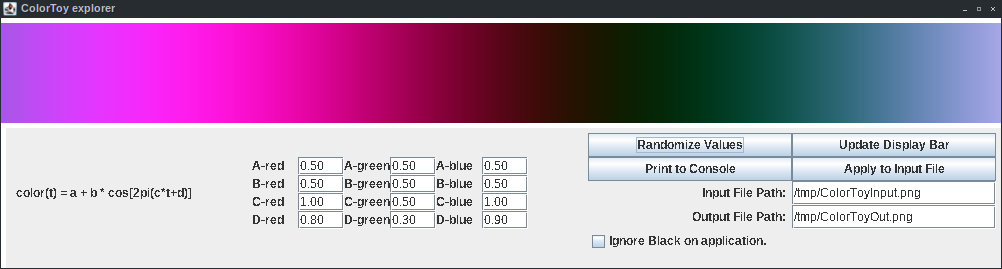 ColorToy explorer
Randomize Values Update Display Bar
A-red 0.50 A-green 0.50 A-blue 0.50
Print to Console Apply to Input File
B-red 0.50 B-green 0.50 B-blue 0.50
color(t) = a + b * cos[2pi(c*t+d)]
Input File Path: /tmp/ColorToyInput.png
C-red 1.00 C-green 0.50 C-blue 1.00
Output File Path: /tmp/ColorToyOut.png
D-red 0.80 D-green 0.30 D-blue 0.90
Ignore Black on application.